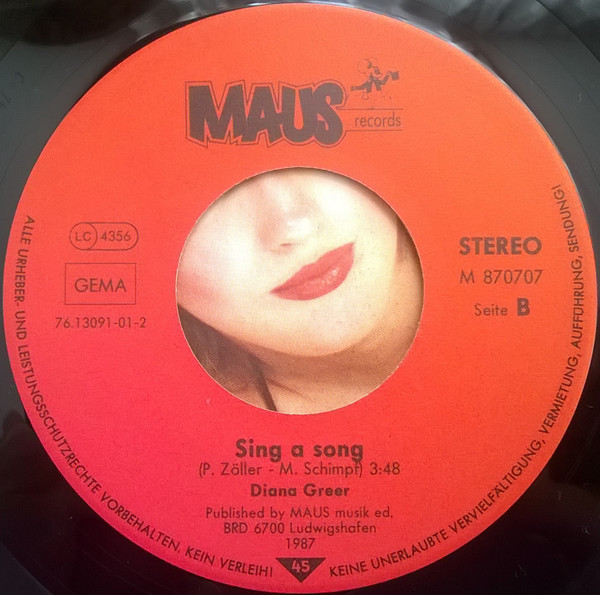 MAUS
records
LC 4356
GEMA
76.13091-01-2
STEREO
M 870707
Seite B
Sing a song
(P. Zöller - M. Schimpf) 3:48
Diana Greer
Published by MAUS musik ed.
BRD 6700 Ludwigshafen
1987
45
ALLE URHEBER- UND LEISTUNGSSCHUTZRECHTE VORBEHALTEN. KEIN VERLEIH! KEINE UNERLAUBTE VERVIELFÄLTIGUNG, VERMIETUNG, AUFFÜHRUNG, SENDUNG!